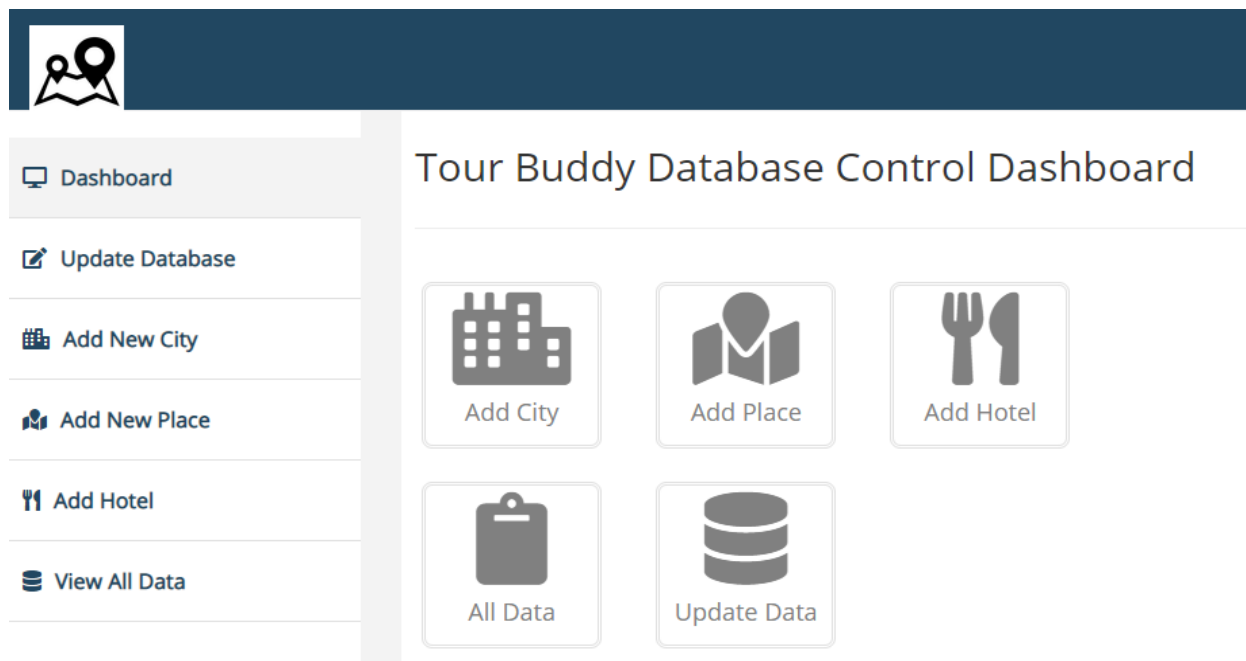 Dashboard
Update Database
Add New City
Add New Place
Add Hotel
View All Data
Tour Buddy Database Control Dashboard
Add City
Add Place
Add Hotel
All Data
Update Data